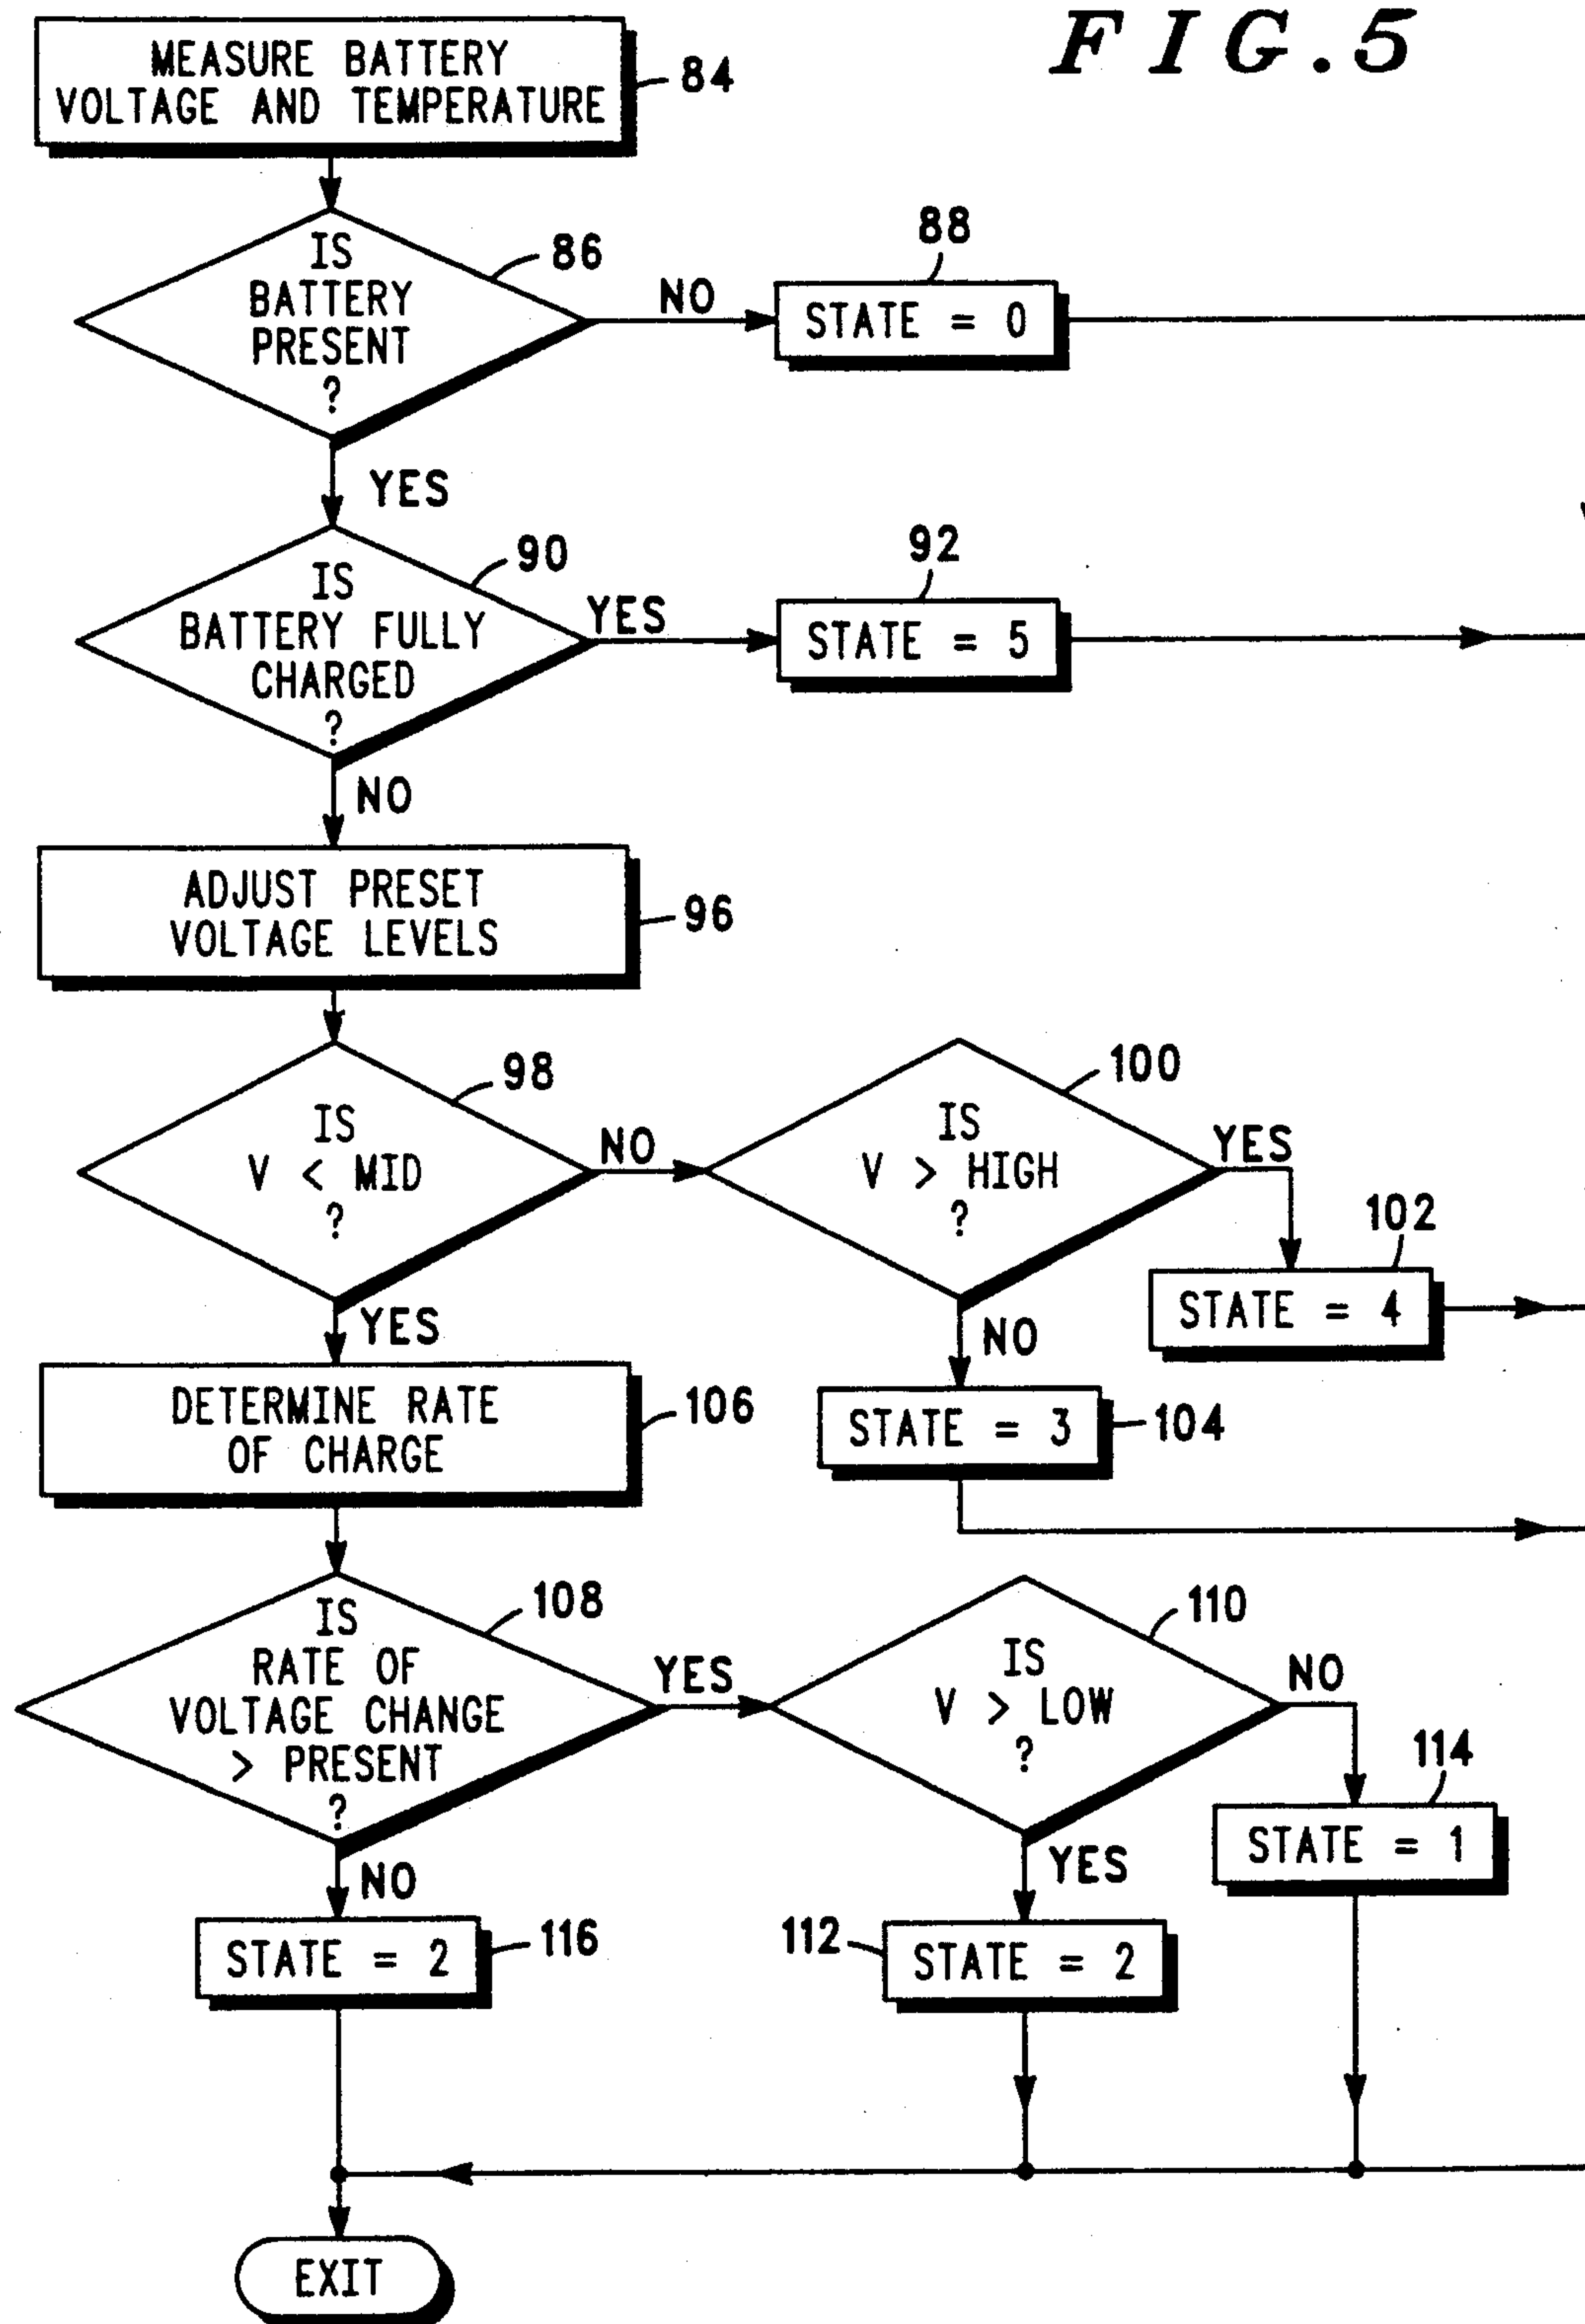 FIG.5
MEASURE BATTERY
VOLTAGE AND TEMPERATURE
84
IS
BATTERY
PRESENT
?
86
NO
88
STATE = 0
YES
IS
BATTERY FULLY
CHARGED
?
90
YES
92
STATE = 5
NO
ADJUST PRESET
VOLTAGE LEVELS
96
IS
V < MID
?
98
NO
IS
V > HIGH
?
100
YES
102
STATE = 4
NO
STATE = 3
104
YES
DETERMINE RATE
OF CHARGE
106
IS
RATE OF
VOLTAGE CHANGE
> PRESENT
?
108
YES
IS
V > LOW
?
110
NO
114
STATE = 1
YES
112
STATE = 2
NO
STATE = 2
116
EXIT